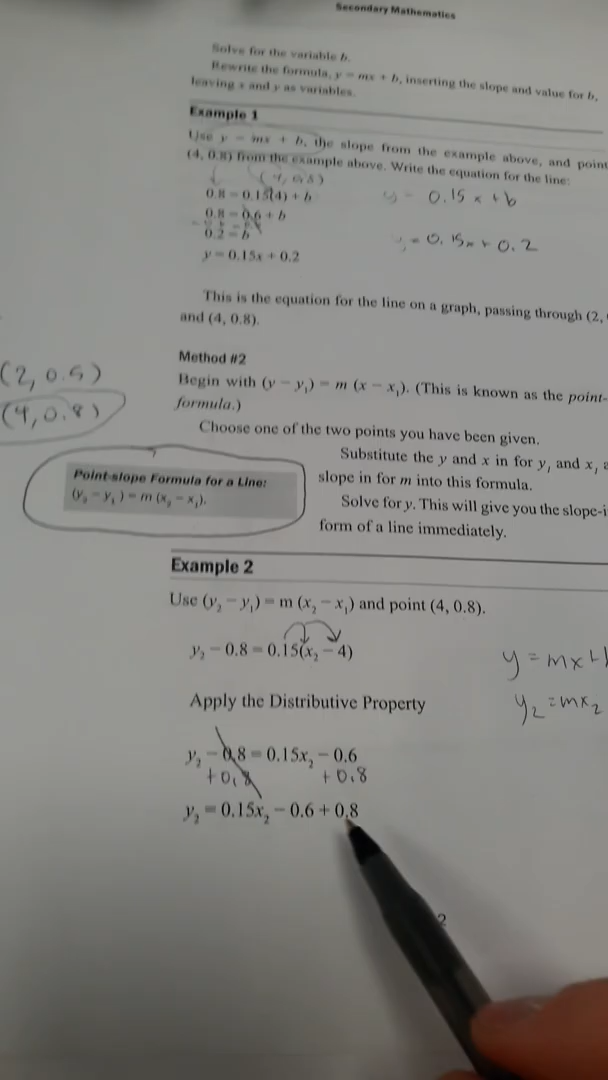 Secondary Mathematics
Solve for the variable b.
Rewrite the formula, y = mx + b, inserting the slope and value for b,
leaving x and y as variables.
Example 1
Use y = mx + b, the slope from the example above, and point
(4, 0.8) from the example above. Write the equation for the line:
(4, 0.8)
0.8 = 0.15(4) + b
y = 0.15x + b
0.8 = 0.6 + b
0.2 = b
y = 0.15x + 0.2
y = 0.15x + 0.2
This is the equation for the line on a graph, passing through (2,
and (4, 0.8).
(2, 0.5)
(4, 0.8)
Method #2
Begin with (y − y₁) = m (x − x₁). (This is known as the point-
formula.)
Choose one of the two points you have been given.
Substitute the y and x in for y₁ and x₁,
slope in for m into this formula.
Solve for y. This will give you the slope-i
form of a line immediately.
Point-slope Formula for a Line:
(y₂ − y₁) = m (x₂ − x₁).
Example 2
Use (y₂ − y₁) = m (x₂ − x₁) and point (4, 0.8).
y₂ − 0.8 = 0.15(x₂ − 4)
y = mx +
y₂ = mx₂
Apply the Distributive Property
y₂ − 0.8 = 0.15x₂ − 0.6
+0.8 +0.8
y₂ = 0.15x₂ − 0.6 + 0.8
2